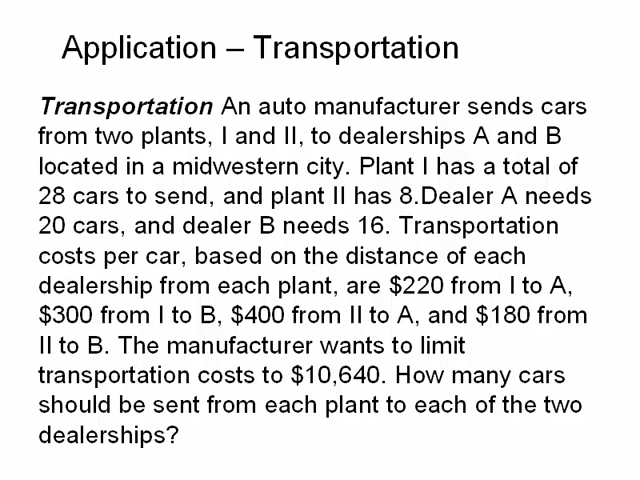 Application – Transportation
Transportation An auto manufacturer sends cars
from two plants, I and II, to dealerships A and B
located in a midwestern city. Plant I has a total of
28 cars to send, and plant II has 8.Dealer A needs
20 cars, and dealer B needs 16. Transportation
costs per car, based on the distance of each
dealership from each plant, are $220 from I to A,
$300 from I to B, $400 from II to A, and $180 from
II to B. The manufacturer wants to limit
transportation costs to $10,640. How many cars
should be sent from each plant to each of the two
dealerships?